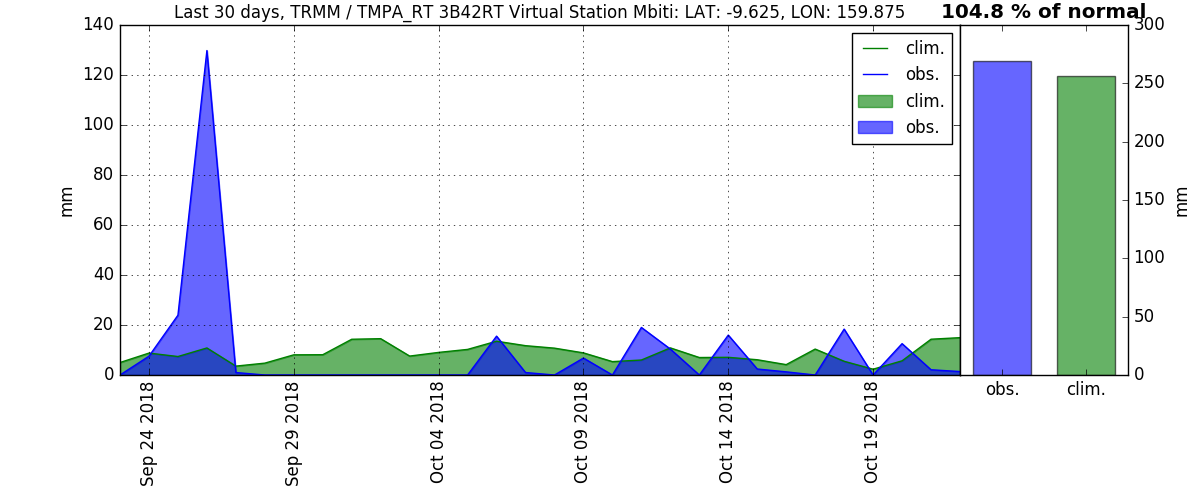 Last 30 days, TRMM / TMPA_RT 3B42RT Virtual Station Mbiti: LAT: -9.625, LON: 159.875
104.8 % of normal
140
120
100
80
60
40
20
0
mm
clim.
obs.
clim.
obs.
Sep 24 2018
Sep 29 2018
Oct 04 2018
Oct 09 2018
Oct 14 2018
Oct 19 2018
300
250
200
150
100
50
0
mm
obs.
clim.